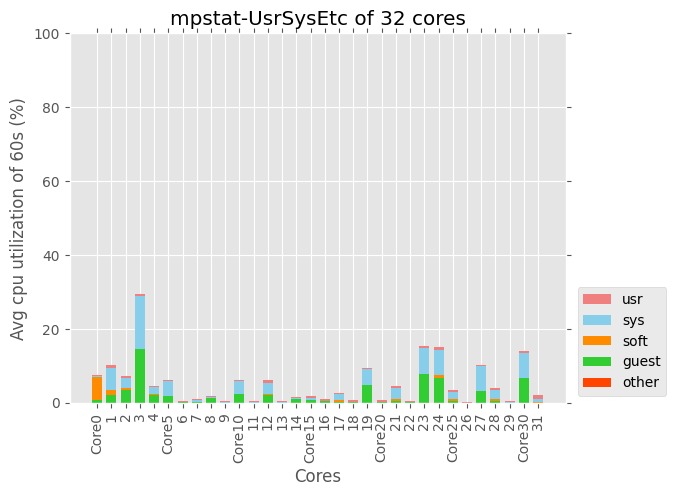 mpstat-UsrSysEtc of 32 cores
Avg cpu utilization of 60s (%)
100
80
60
40
20
0
Core0
1
2
3
4
Core5
6
7
8
9
Core10
11
12
13
14
Core15
16
17
18
19
Core20
21
22
23
24
Core25
26
27
28
29
Core30
31
Cores
usr
sys
soft
guest
other